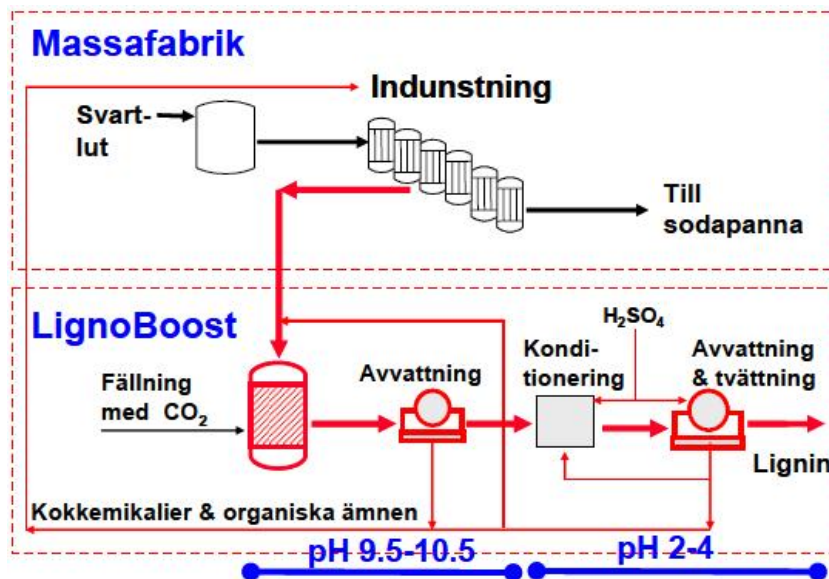 Massafabrik
Indunstning
Svart-
lut
Till
sodapanna
LignoBoost
H₂SO₄
Fällning
med CO₂
Avvattning
Kondi-
tionering
Avvattning
& tvättning
Lignin
Kokkemikalier & organiska ämnen
pH 9.5-10.5
pH 2-4